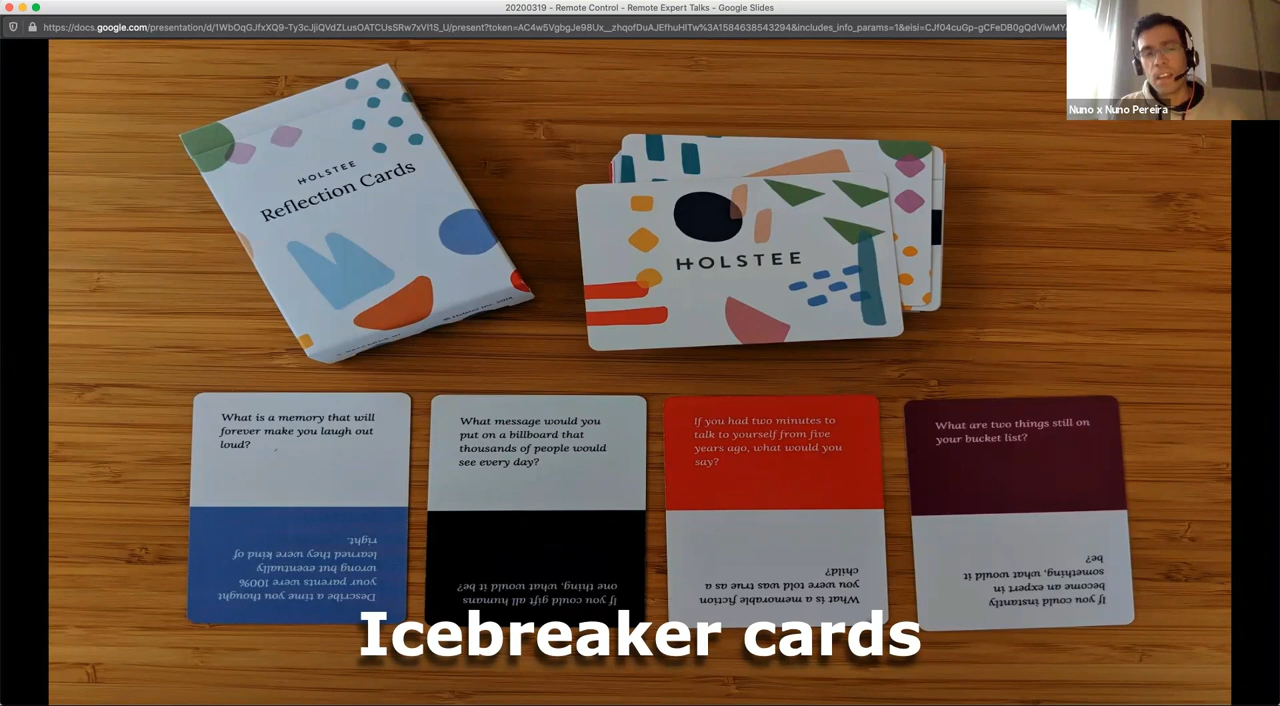 20200319 - Remote Control - Remote Expert Talks - Google Slides
Nuno x Nuno Pereira
HOLSTEE
Reflection Cards
HOLSTEE
What is a memory that will
forever make you laugh out
loud?
Describe a time you thought
your parents were 100%
wrong but eventually
learned they were kind of
right.
What message would you
put on a billboard that
thousands of people would
see every day?
If you could gift all humans
one thing, what would it be?
If you had two minutes to
talk to yourself from five
years ago, what would you
say?
What is a memorable fiction
you were told was true as a
child?
What are two things still on
your bucket list?
If you could instantly
become an expert in
something, what would it
be?
Icebreaker cards